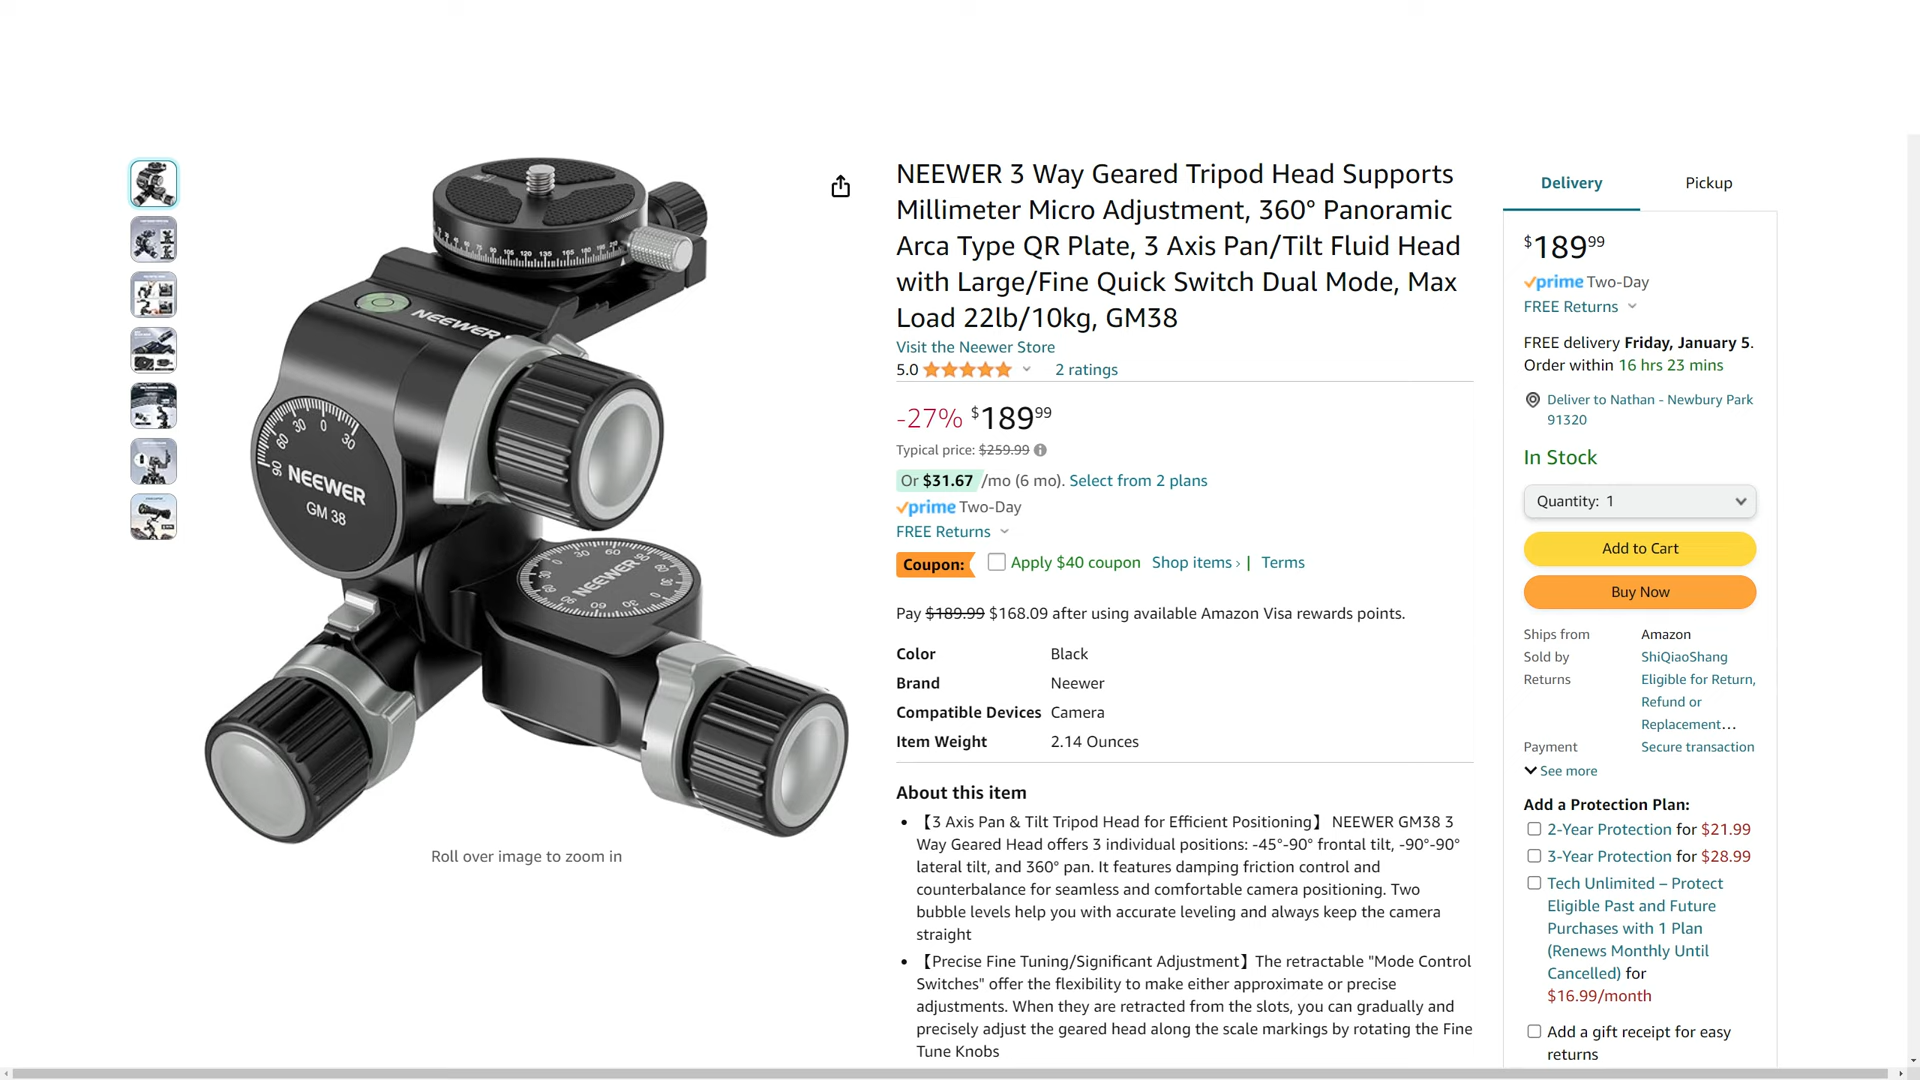 NEEWER
NEEWER
GM 38
NEEWER
Roll over image to zoom in
NEEWER 3 Way Geared Tripod Head Supports
Millimeter Micro Adjustment, 360° Panoramic
Arca Type QR Plate, 3 Axis Pan/Tilt Fluid Head
with Large/Fine Quick Switch Dual Mode, Max
Load 22lb/10kg, GM38
Visit the Neewer Store
5.0 2 ratings
-27% $189 99
Typical price: $259.99
Or $31.67 /mo (6 mo). Select from 2 plans
prime Two-Day
FREE Returns
Coupon: Apply $40 coupon Shop items › | Terms
Pay $189.99 $168.09 after using available Amazon Visa rewards points.
Color Black
Brand Neewer
Compatible Devices Camera
Item Weight 2.14 Ounces
About this item
• 【3 Axis Pan & Tilt Tripod Head for Efficient Positioning】 NEEWER GM38 3
Way Geared Head offers 3 individual positions: -45°-90° frontal tilt, -90°-90°
lateral tilt, and 360° pan. It features damping friction control and
counterbalance for seamless and comfortable camera positioning. Two
bubble levels help you with accurate leveling and always keep the camera
straight
• 【Precise Fine Tuning/Significant Adjustment】The retractable "Mode Control
Switches" offer the flexibility to make either approximate or precise
adjustments. When they are retracted from the slots, you can gradually and
precisely adjust the geared head along the scale markings by rotating the Fine
Tune Knobs
Delivery Pickup
$189 99
prime Two-Day
FREE Returns
FREE delivery Friday, January 5.
Order within 16 hrs 23 mins
Deliver to Nathan - Newbury Park
91320
In Stock
Quantity: 1
Add to Cart
Buy Now
Ships from Amazon
Sold by ShiQiaoShang
Returns Eligible for Return,
Refund or
Replacement…
Payment Secure transaction
See more
Add a Protection Plan:
2-Year Protection for $21.99
3-Year Protection for $28.99
Tech Unlimited – Protect
Eligible Past and Future
Purchases with 1 Plan
(Renews Monthly Until
Cancelled) for
$16.99/month
Add a gift receipt for easy
returns